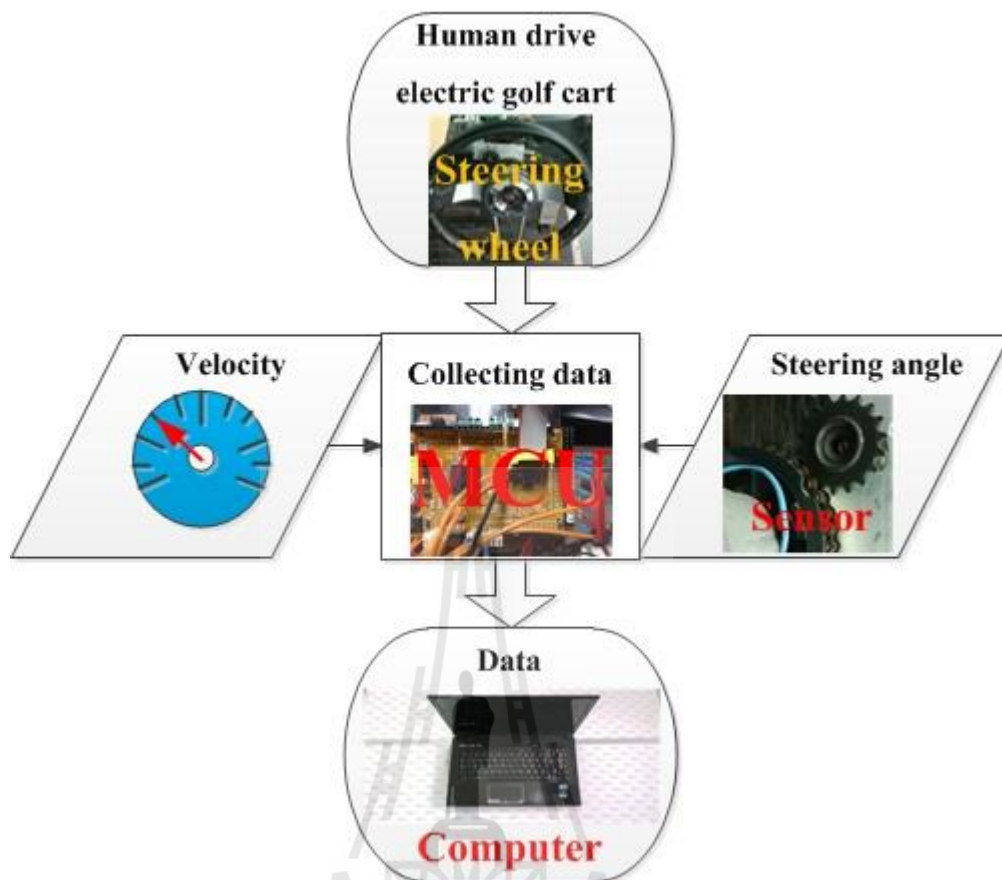 Human drive
electric golf cart
Steering
wheel
Velocity
Collecting data
MCU
Steering angle
Sensor
Data
Computer